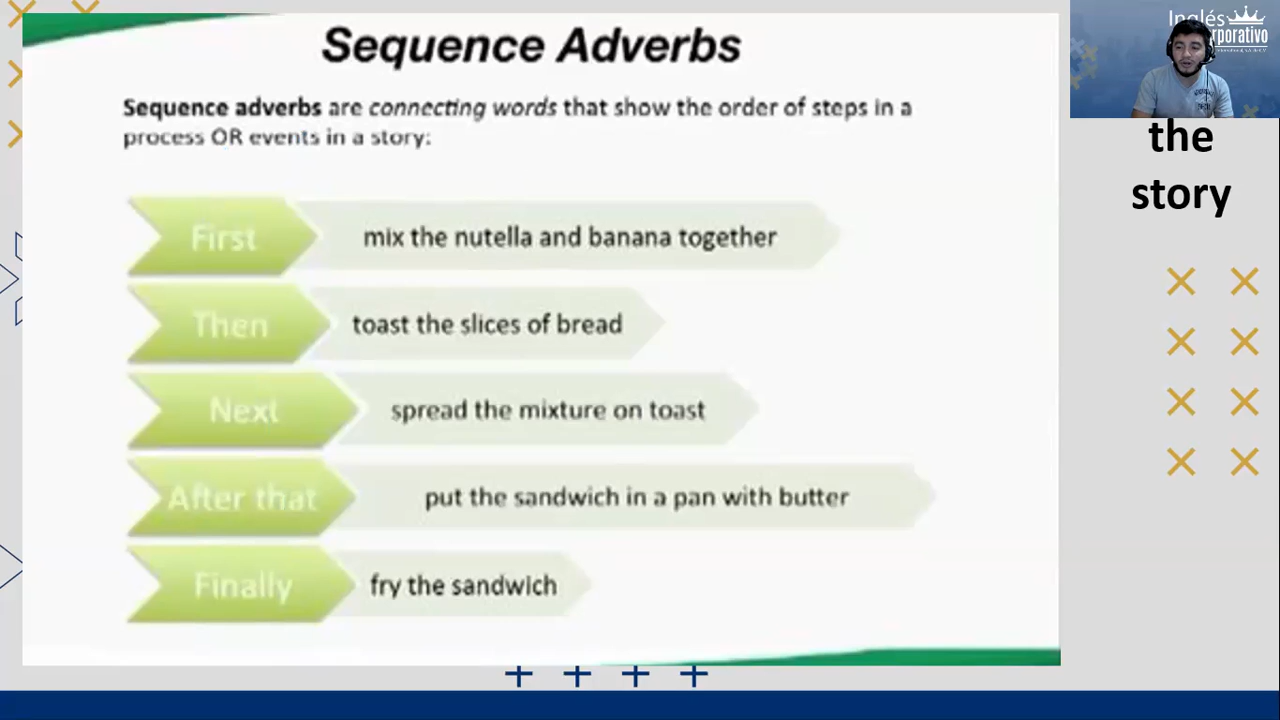 Sequence Adverbs
Sequence adverbs are connecting words that show the order of steps in a
process OR events in a story:
First
mix the nutella and banana together
Then
toast the slices of bread
Next
spread the mixture on toast
After that
put the sandwich in a pan with butter
Finally
fry the sandwich
Inglés
the
story